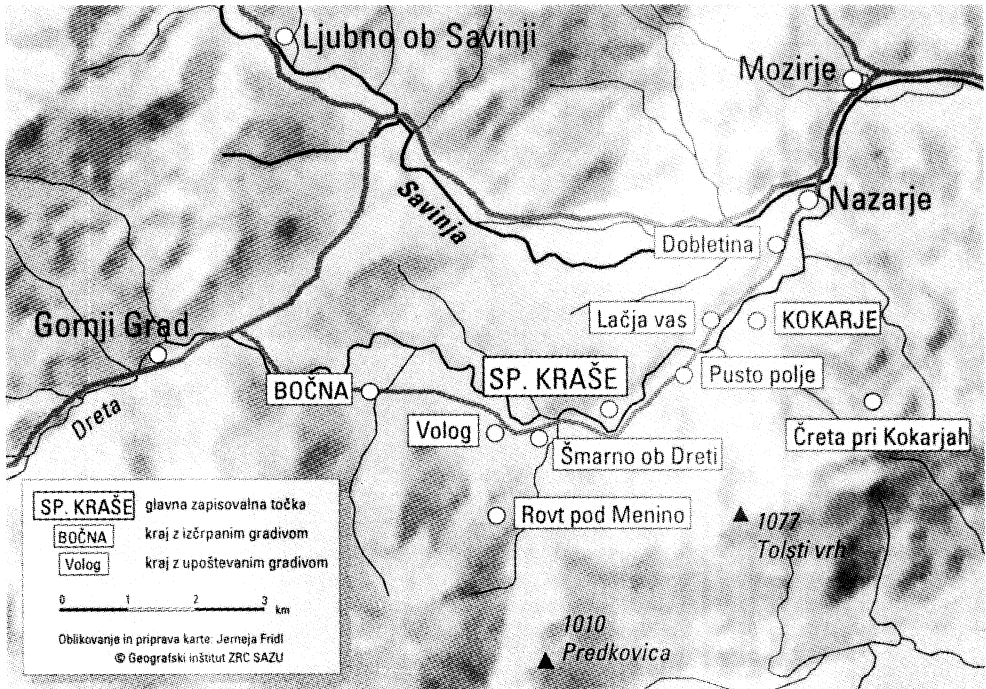 Ljubno ob Savinji
Mozirje
Savinja
Nazarje
Dobletina
Gornji Grad
Lačja vas
KOKARJE
BOČNA
SP. KRAŠE
Pusto polje
Dreta
Volog
Šmarno ob Dreti
Čreta pri Kokarjah
Rovt pod Menino
1077
Tolsti vrh
1010
Predkovica
SP. KRAŠE glavna zapisovalna točka
BOČNA kraj z izčrpanim gradivom
Volog kraj z upoštevanim gradivom
0 1 2 3 km
Oblikovanje in priprava karte: Jerneja Fridl
© Geografski inštitut ZRC SAZU